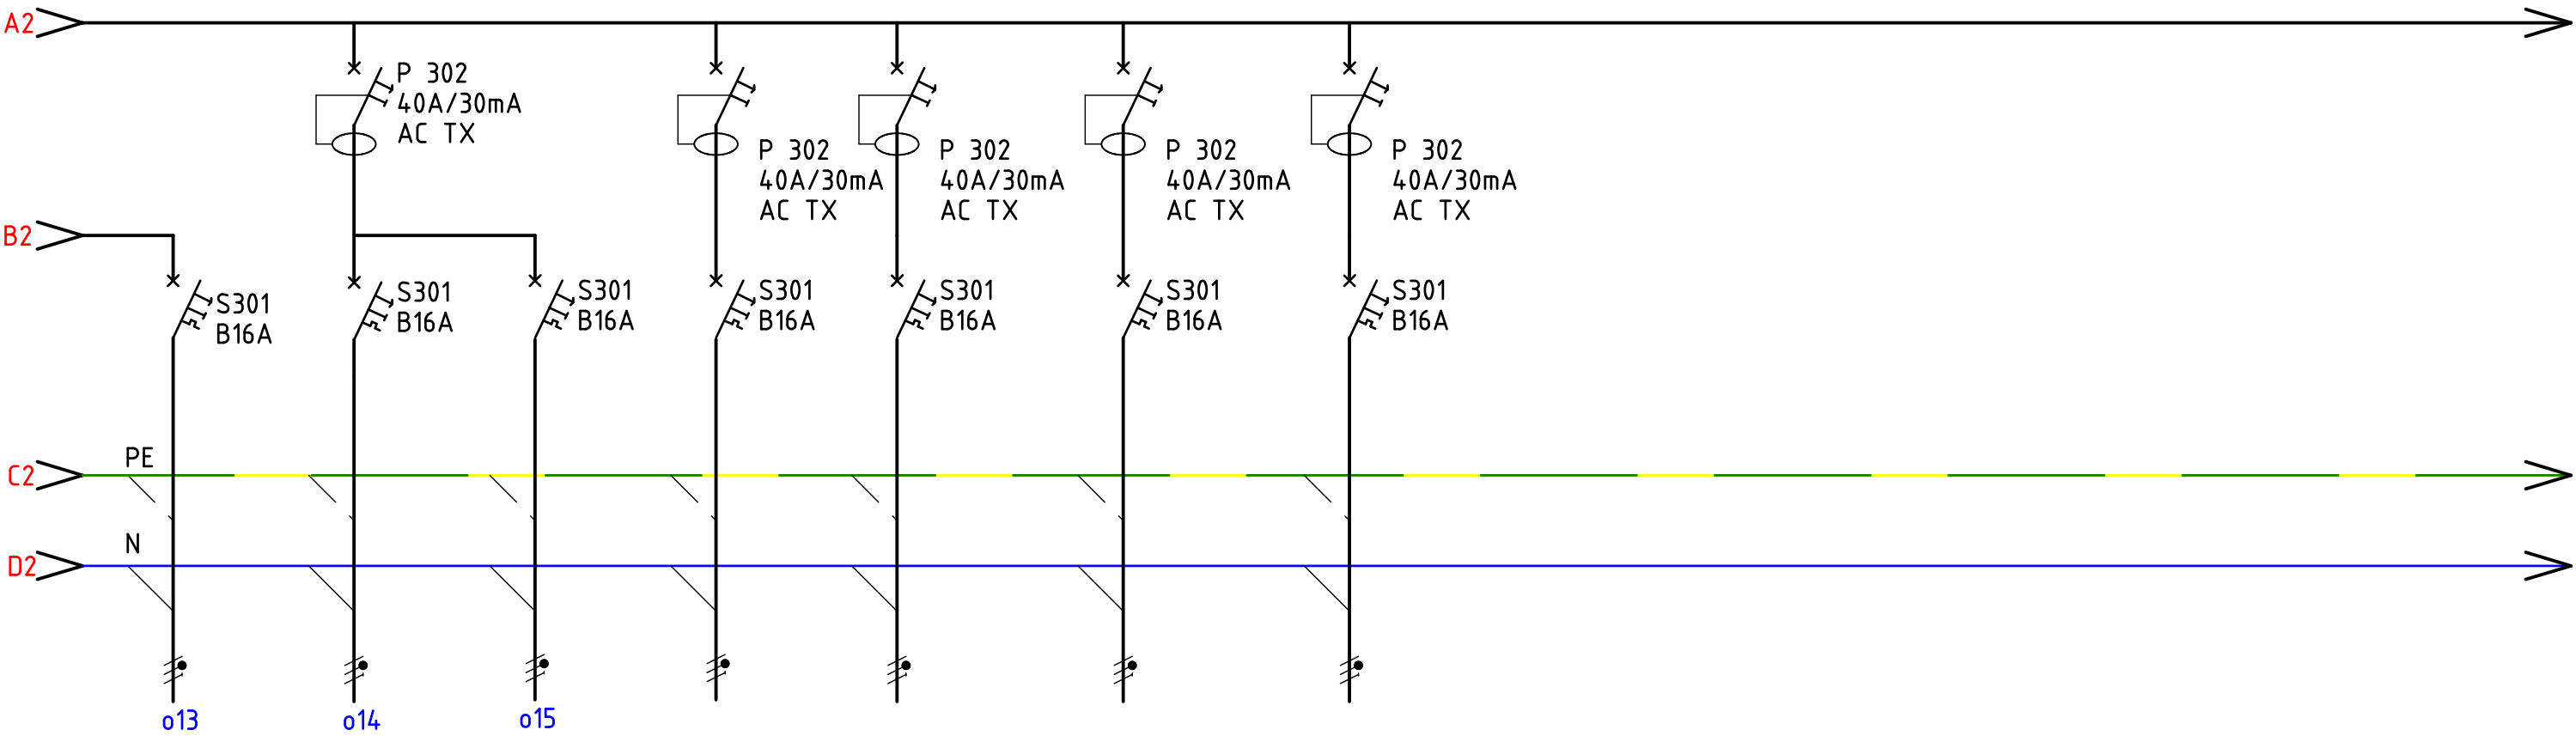 A2
P 302
40A/30mA
AC TX
P 302
40A/30mA
AC TX
P 302
40A/30mA
AC TX
P 302
40A/30mA
AC TX
P 302
40A/30mA
AC TX
B2
S301
B16A
S301
B16A
S301
B16A
S301
B16A
S301
B16A
S301
B16A
S301
B16A
PE
C2
N
D2
o13
o14
o15